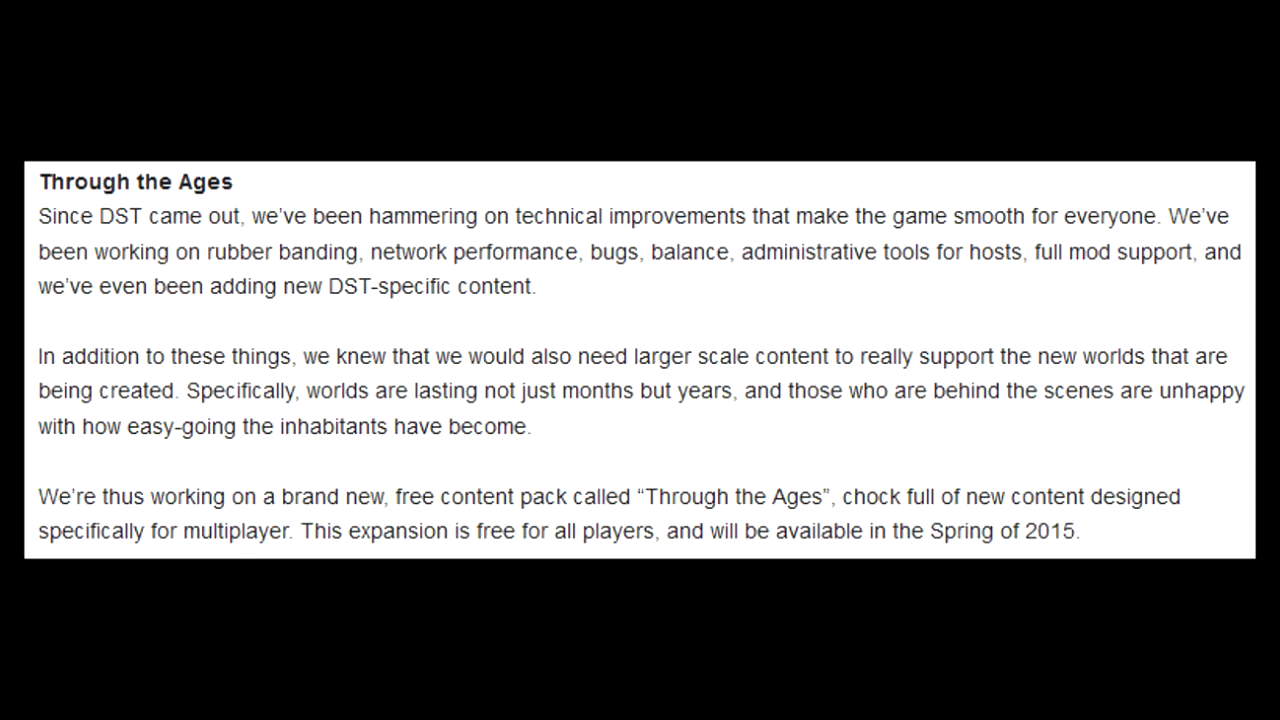 Through the Ages
Since DST came out, we've been hammering on technical improvements that make the game smooth for everyone. We've
been working on rubber banding, network performance, bugs, balance, administrative tools for hosts, full mod support, and
we've even been adding new DST-specific content.
In addition to these things, we knew that we would also need larger scale content to really support the new worlds that are
being created. Specifically, worlds are lasting not just months but years, and those who are behind the scenes are unhappy
with how easy-going the inhabitants have become.
We're thus working on a brand new, free content pack called “Through the Ages”, chock full of new content designed
specifically for multiplayer. This expansion is free for all players, and will be available in the Spring of 2015.